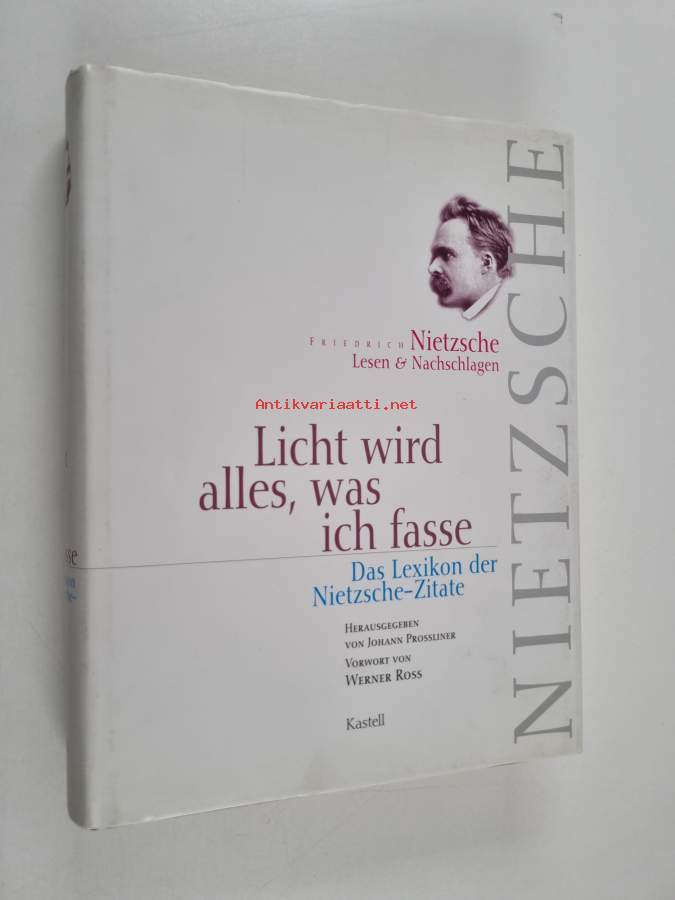 NIETZSCHE
FRIEDRICH Nietzsche
Lesen & Nachschlagen
Antikvariaatti.net
Licht wird
alles, was
ich fasse
Das Lexikon der
Nietzsche-Zitate
HERAUSGEGEBEN
VON JOHANN PROSSLINER
VORWORT VON
WERNER ROSS
Kastell